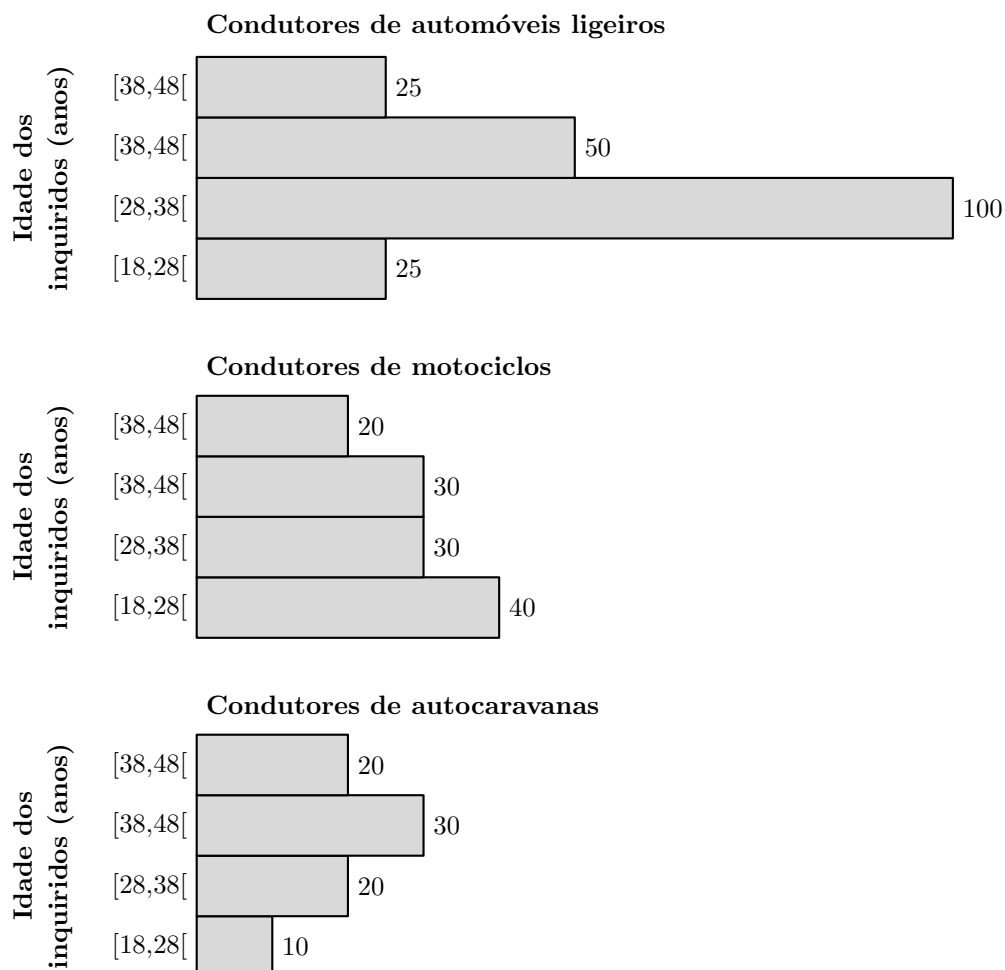 Condutores de automóveis ligeiros
Idade dos
inquiridos (anos)
[38,48[ 25
[38,48[ 50
[28,38[ 100
[18,28[ 25
Condutores de motociclos
Idade dos
inquiridos (anos)
[38,48[ 20
[38,48[ 30
[28,38[ 30
[18,28[ 40
Condutores de autocaravanas
Idade dos
inquiridos (anos)
[38,48[ 20
[38,48[ 30
[28,38[ 20
[18,28[ 10